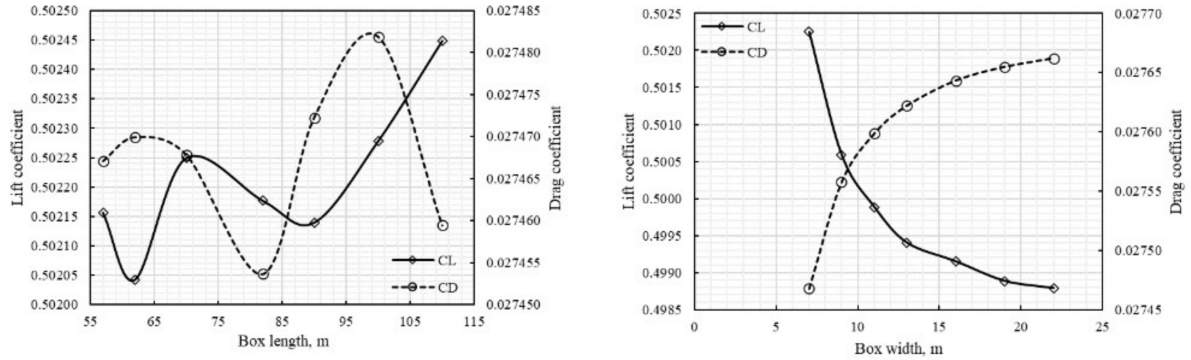 0.50250
0.50245
0.50240
0.50235
0.50230
0.50225
0.50220
0.50215
0.50210
0.50205
0.50200
Lift coefficient
0.027485
0.027480
0.027475
0.027470
0.027465
0.027460
0.027455
0.027450
Drag coefficient
CL
CD
55 65 75 85 95 105 115
Box length, m
0.5025
0.5020
0.5015
0.5010
0.5005
0.5000
0.4995
0.4990
0.4985
Lift coefficient
CL
CD
0.02770
0.02765
0.02760
0.02755
0.02750
0.02745
Drag coefficient
0 5 10 15 20 25
Box width, m